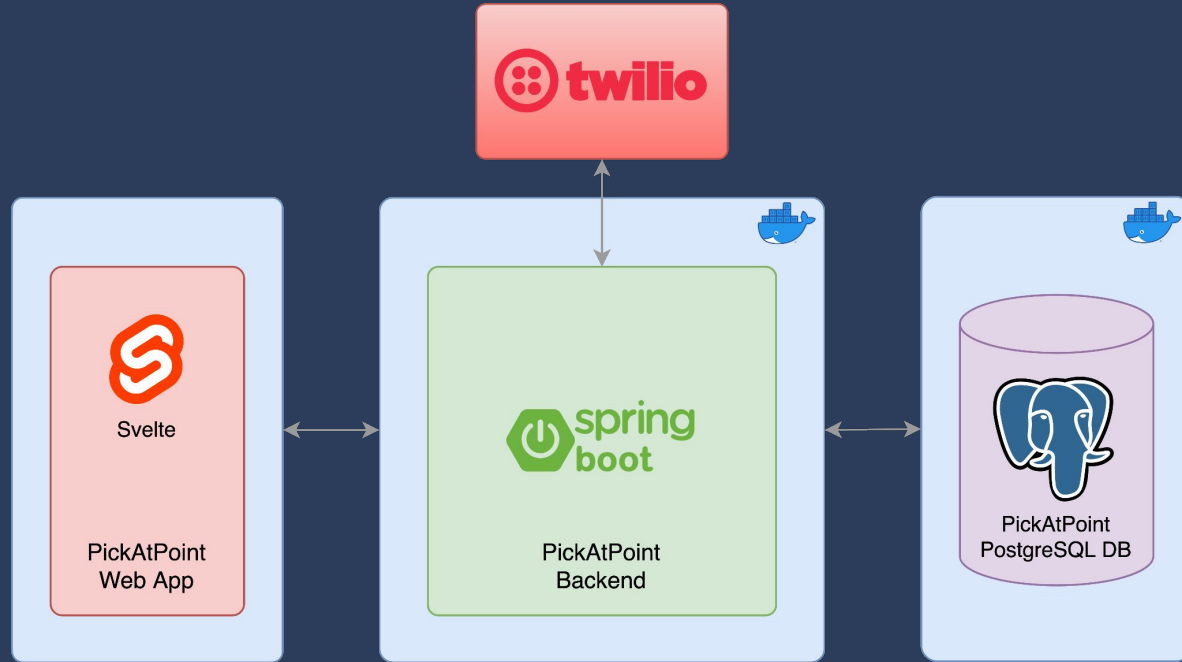 twilio
Svelte
PickAtPoint
Web App
spring
boot
PickAtPoint
Backend
PickAtPoint
PostgreSQL DB